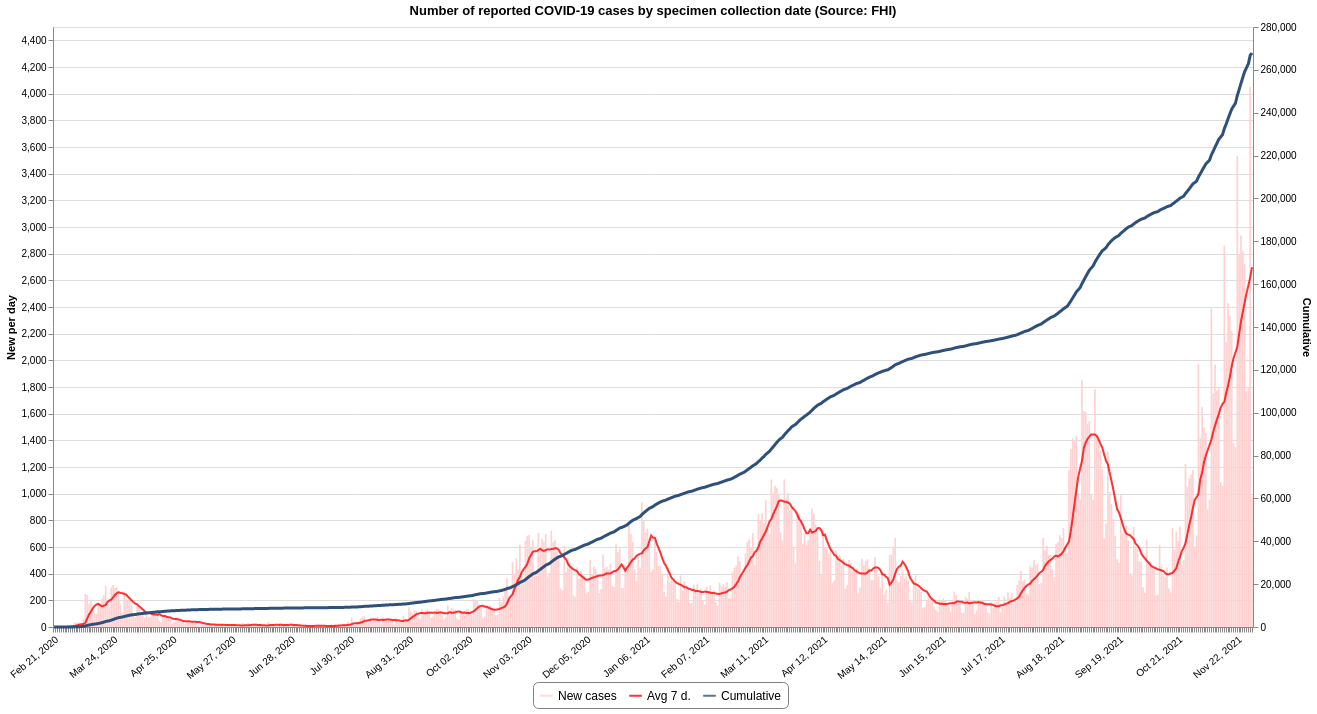 Number of reported COVID-19 cases by specimen collection date (Source: FHI)
New per day
4,400
4,200
4,000
3,800
3,600
3,400
3,200
3,000
2,800
2,600
2,400
2,200
2,000
1,800
1,600
1,400
1,200
1,000
800
600
400
200
0
Cumulative
280,000
260,000
240,000
220,000
200,000
180,000
160,000
140,000
120,000
100,000
80,000
60,000
40,000
20,000
0
Feb 21, 2020
Mar 24, 2020
Apr 25, 2020
May 27, 2020
Jun 28, 2020
Jul 30, 2020
Aug 31, 2020
Oct 02, 2020
Nov 03, 2020
Dec 05, 2020
Jan 06, 2021
Feb 07, 2021
Mar 11, 2021
Apr 12, 2021
May 14, 2021
Jun 15, 2021
Jul 17, 2021
Aug 18, 2021
Sep 19, 2021
Oct 21, 2021
Nov 22, 2021
New cases
Avg 7 d.
Cumulative